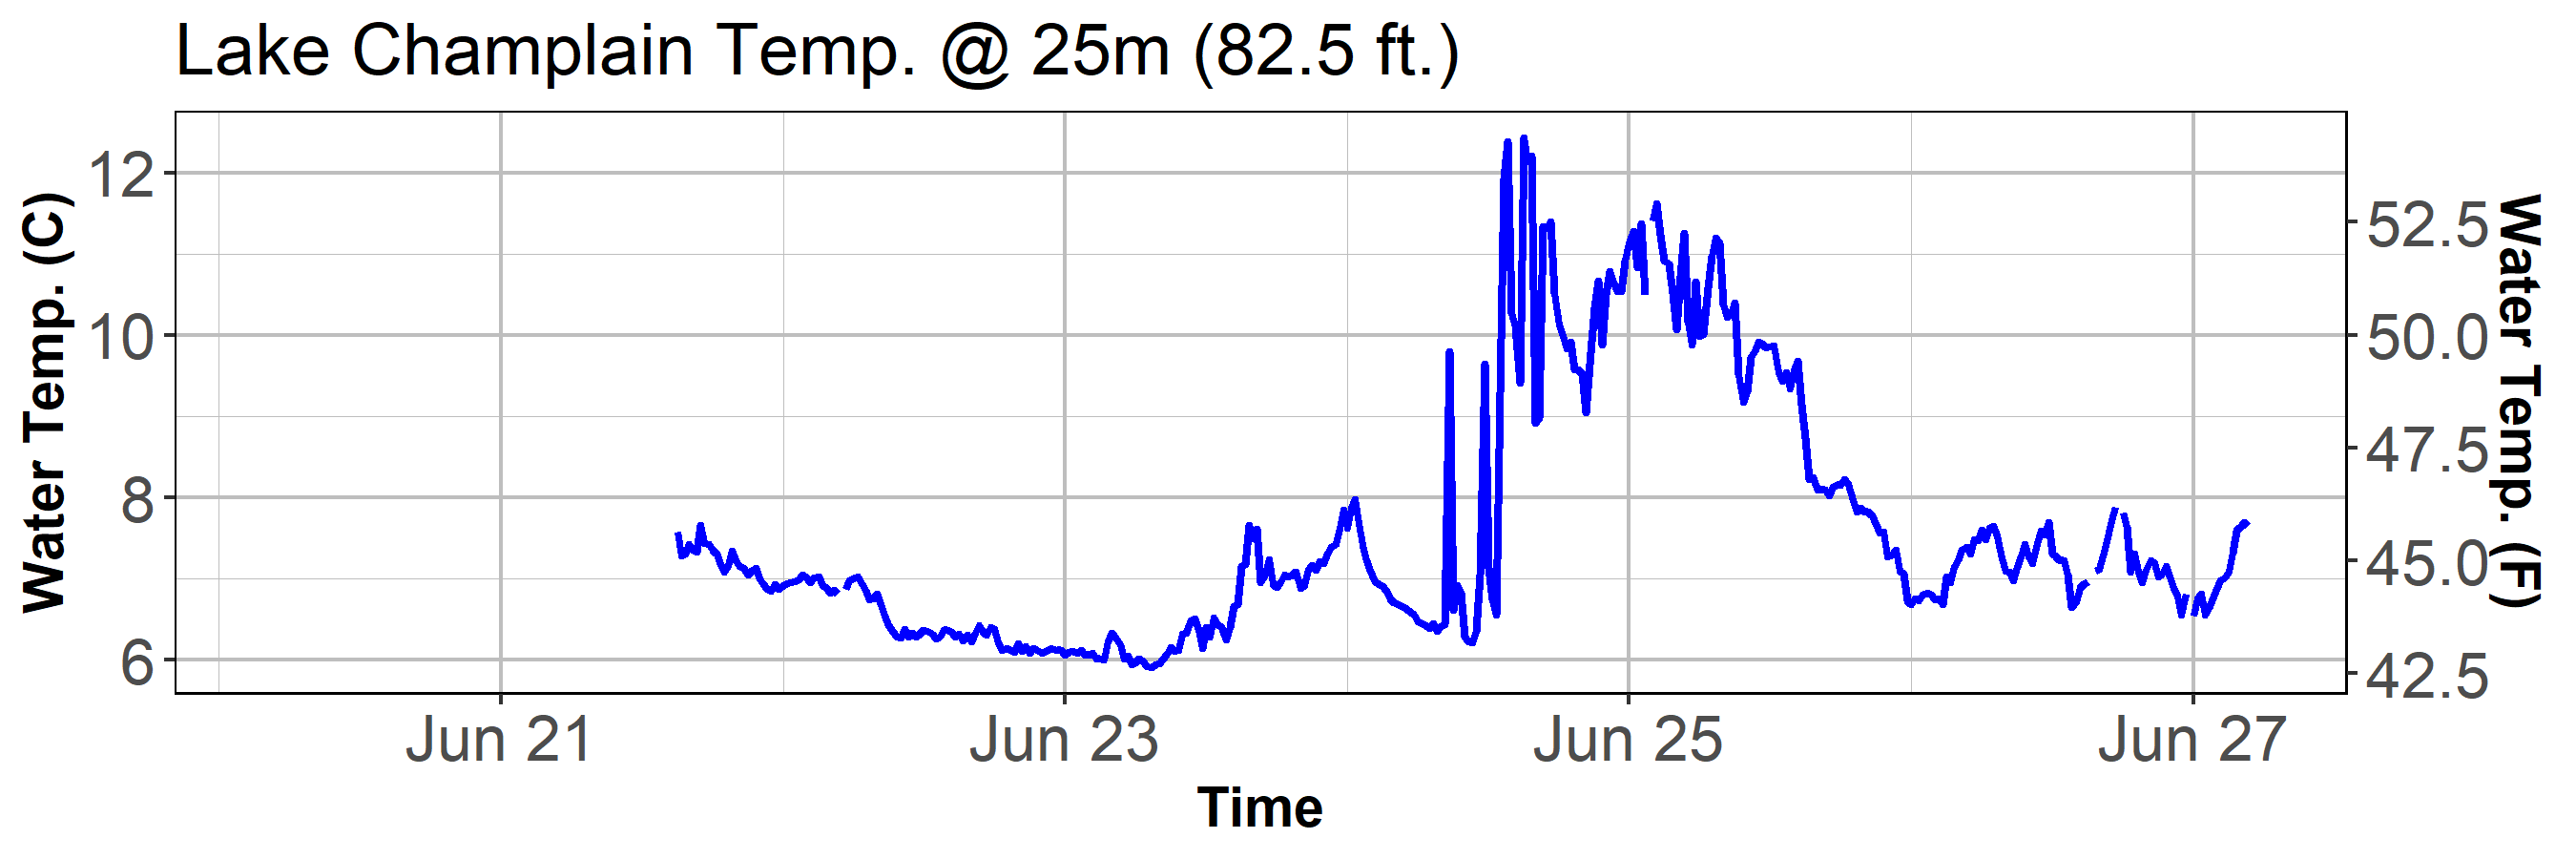 Lake Champlain Temp. @ 25m (82.5 ft.)
Water Temp. (C)
12
10
8
6
52.5
50.0
47.5
45.0
42.5
Water Temp. (F)
Jun 21
Jun 23
Jun 25
Jun 27
Time